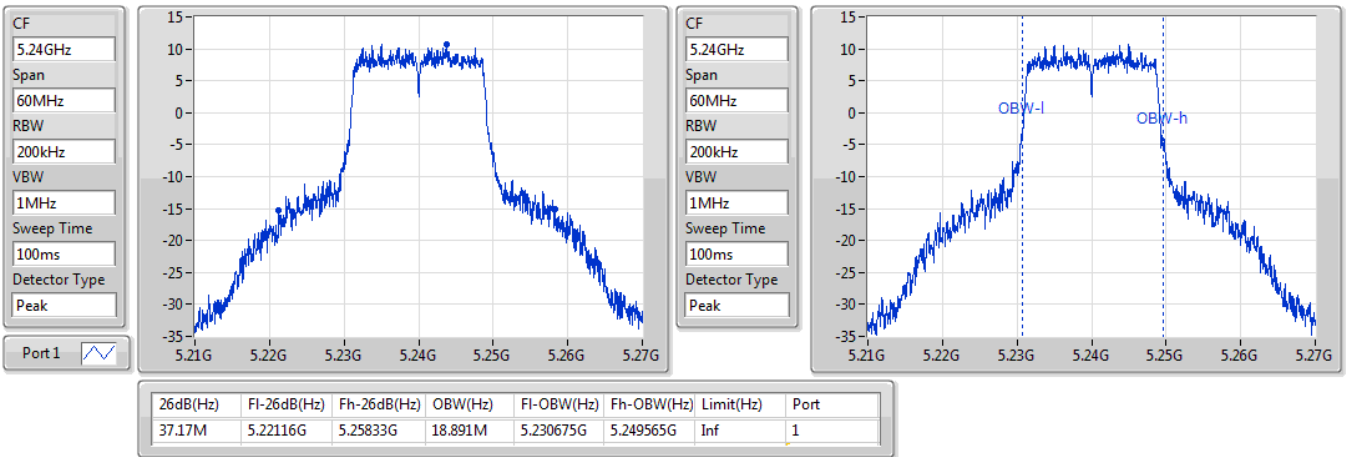 CF
5.24GHz
Span
60MHz
RBW
200kHz
VBW
1MHz
Sweep Time
100ms
Detector Type
Peak
Port 1
15
10
5
0
-5
-10
-15
-20
-25
-30
-35
5.21G 5.22G 5.23G 5.24G 5.25G 5.26G 5.27G
CF
5.24GHz
Span
60MHz
RBW
200kHz
VBW
1MHz
Sweep Time
100ms
Detector Type
Peak
15
10
5
0
-5
-10
-15
-20
-25
-30
-35
OBW-l
OBW-h
5.21G 5.22G 5.23G 5.24G 5.25G 5.26G 5.27G
26dB(Hz) Fl-26dB(Hz) Fh-26dB(Hz) OBW(Hz) Fl-OBW(Hz) Fh-OBW(Hz) Limit(Hz) Port
37.17M 5.22116G 5.25833G 18.891M 5.230675G 5.249565G Inf 1